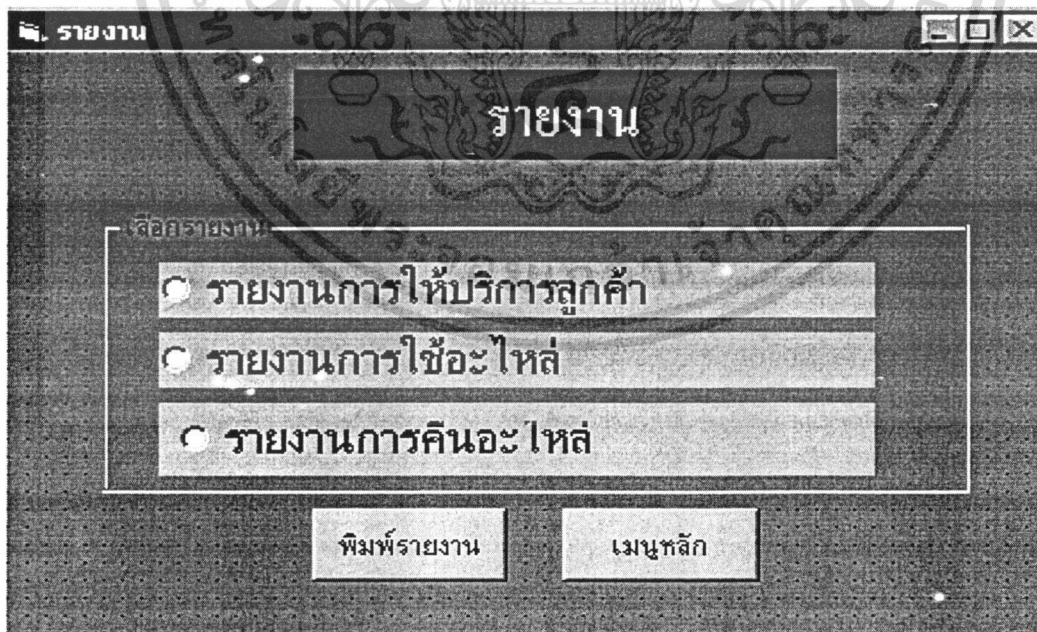 รายงาน
รายงาน
เลือกรายงาน
รายงานการให้บริการลูกค้า
รายงานการใช้อะไหล่
รายงานการคืนอะไหล่
พิมพ์รายงาน
เมนูหลัก